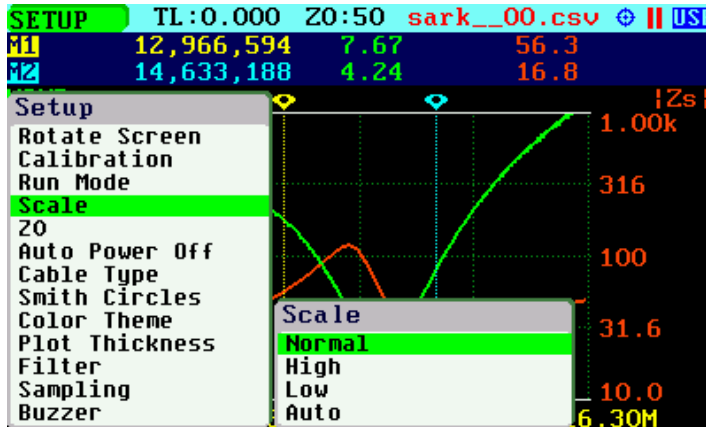 SETUP TL:0.000 Z0:50 sark__00.csv
M1 12,966,594 7.67 56.3
M2 14,633,188 4.24 16.8
|Zs|
Setup
Rotate Screen
Calibration
Run Mode
Scale
Z0
Auto Power Off
Cable Type
Smith Circles
Color Theme
Plot Thickness
Filter
Sampling
Buzzer
Scale
Normal
High
Low
Auto
1.00k
316
100
31.6
10.0
6.30M